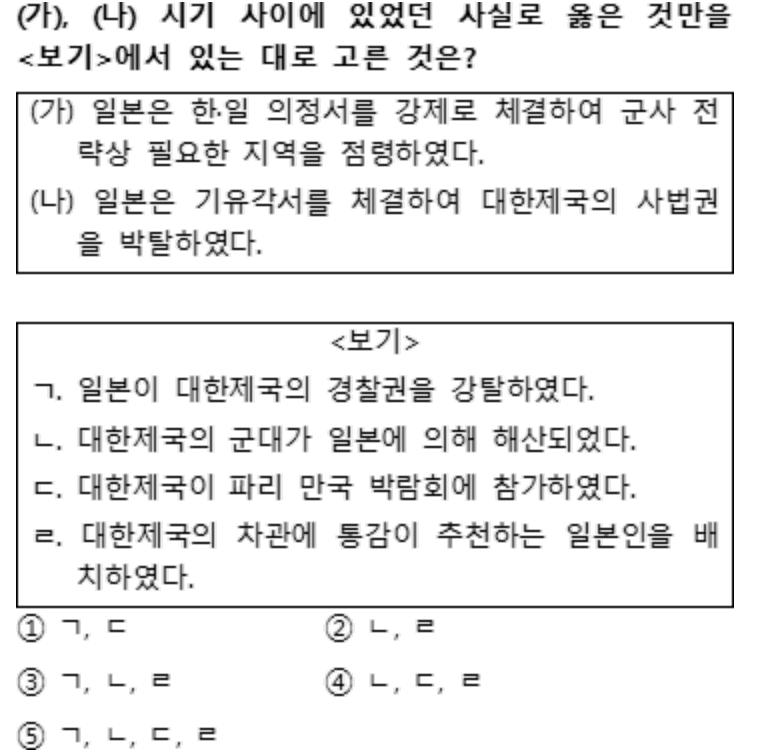 (가), (나) 시기 사이에 있었던 사실로 옳은 것만을
<보기>에서 있는 대로 고른 것은?
(가) 일본은 한·일 의정서를 강제로 체결하여 군사 전
략상 필요한 지역을 점령하였다.
(나) 일본은 기유각서를 체결하여 대한제국의 사법권
을 박탈하였다.
<보기>
ㄱ. 일본이 대한제국의 경찰권을 강탈하였다.
ㄴ. 대한제국의 군대가 일본에 의해 해산되었다.
ㄷ. 대한제국이 파리 만국 박람회에 참가하였다.
ㄹ. 대한제국의 차관에 통감이 추천하는 일본인을 배
치하였다.
① ㄱ, ㄷ ② ㄴ, ㄹ
③ ㄱ, ㄴ, ㄹ ④ ㄴ, ㄷ, ㄹ
⑤ ㄱ, ㄴ, ㄷ, ㄹ